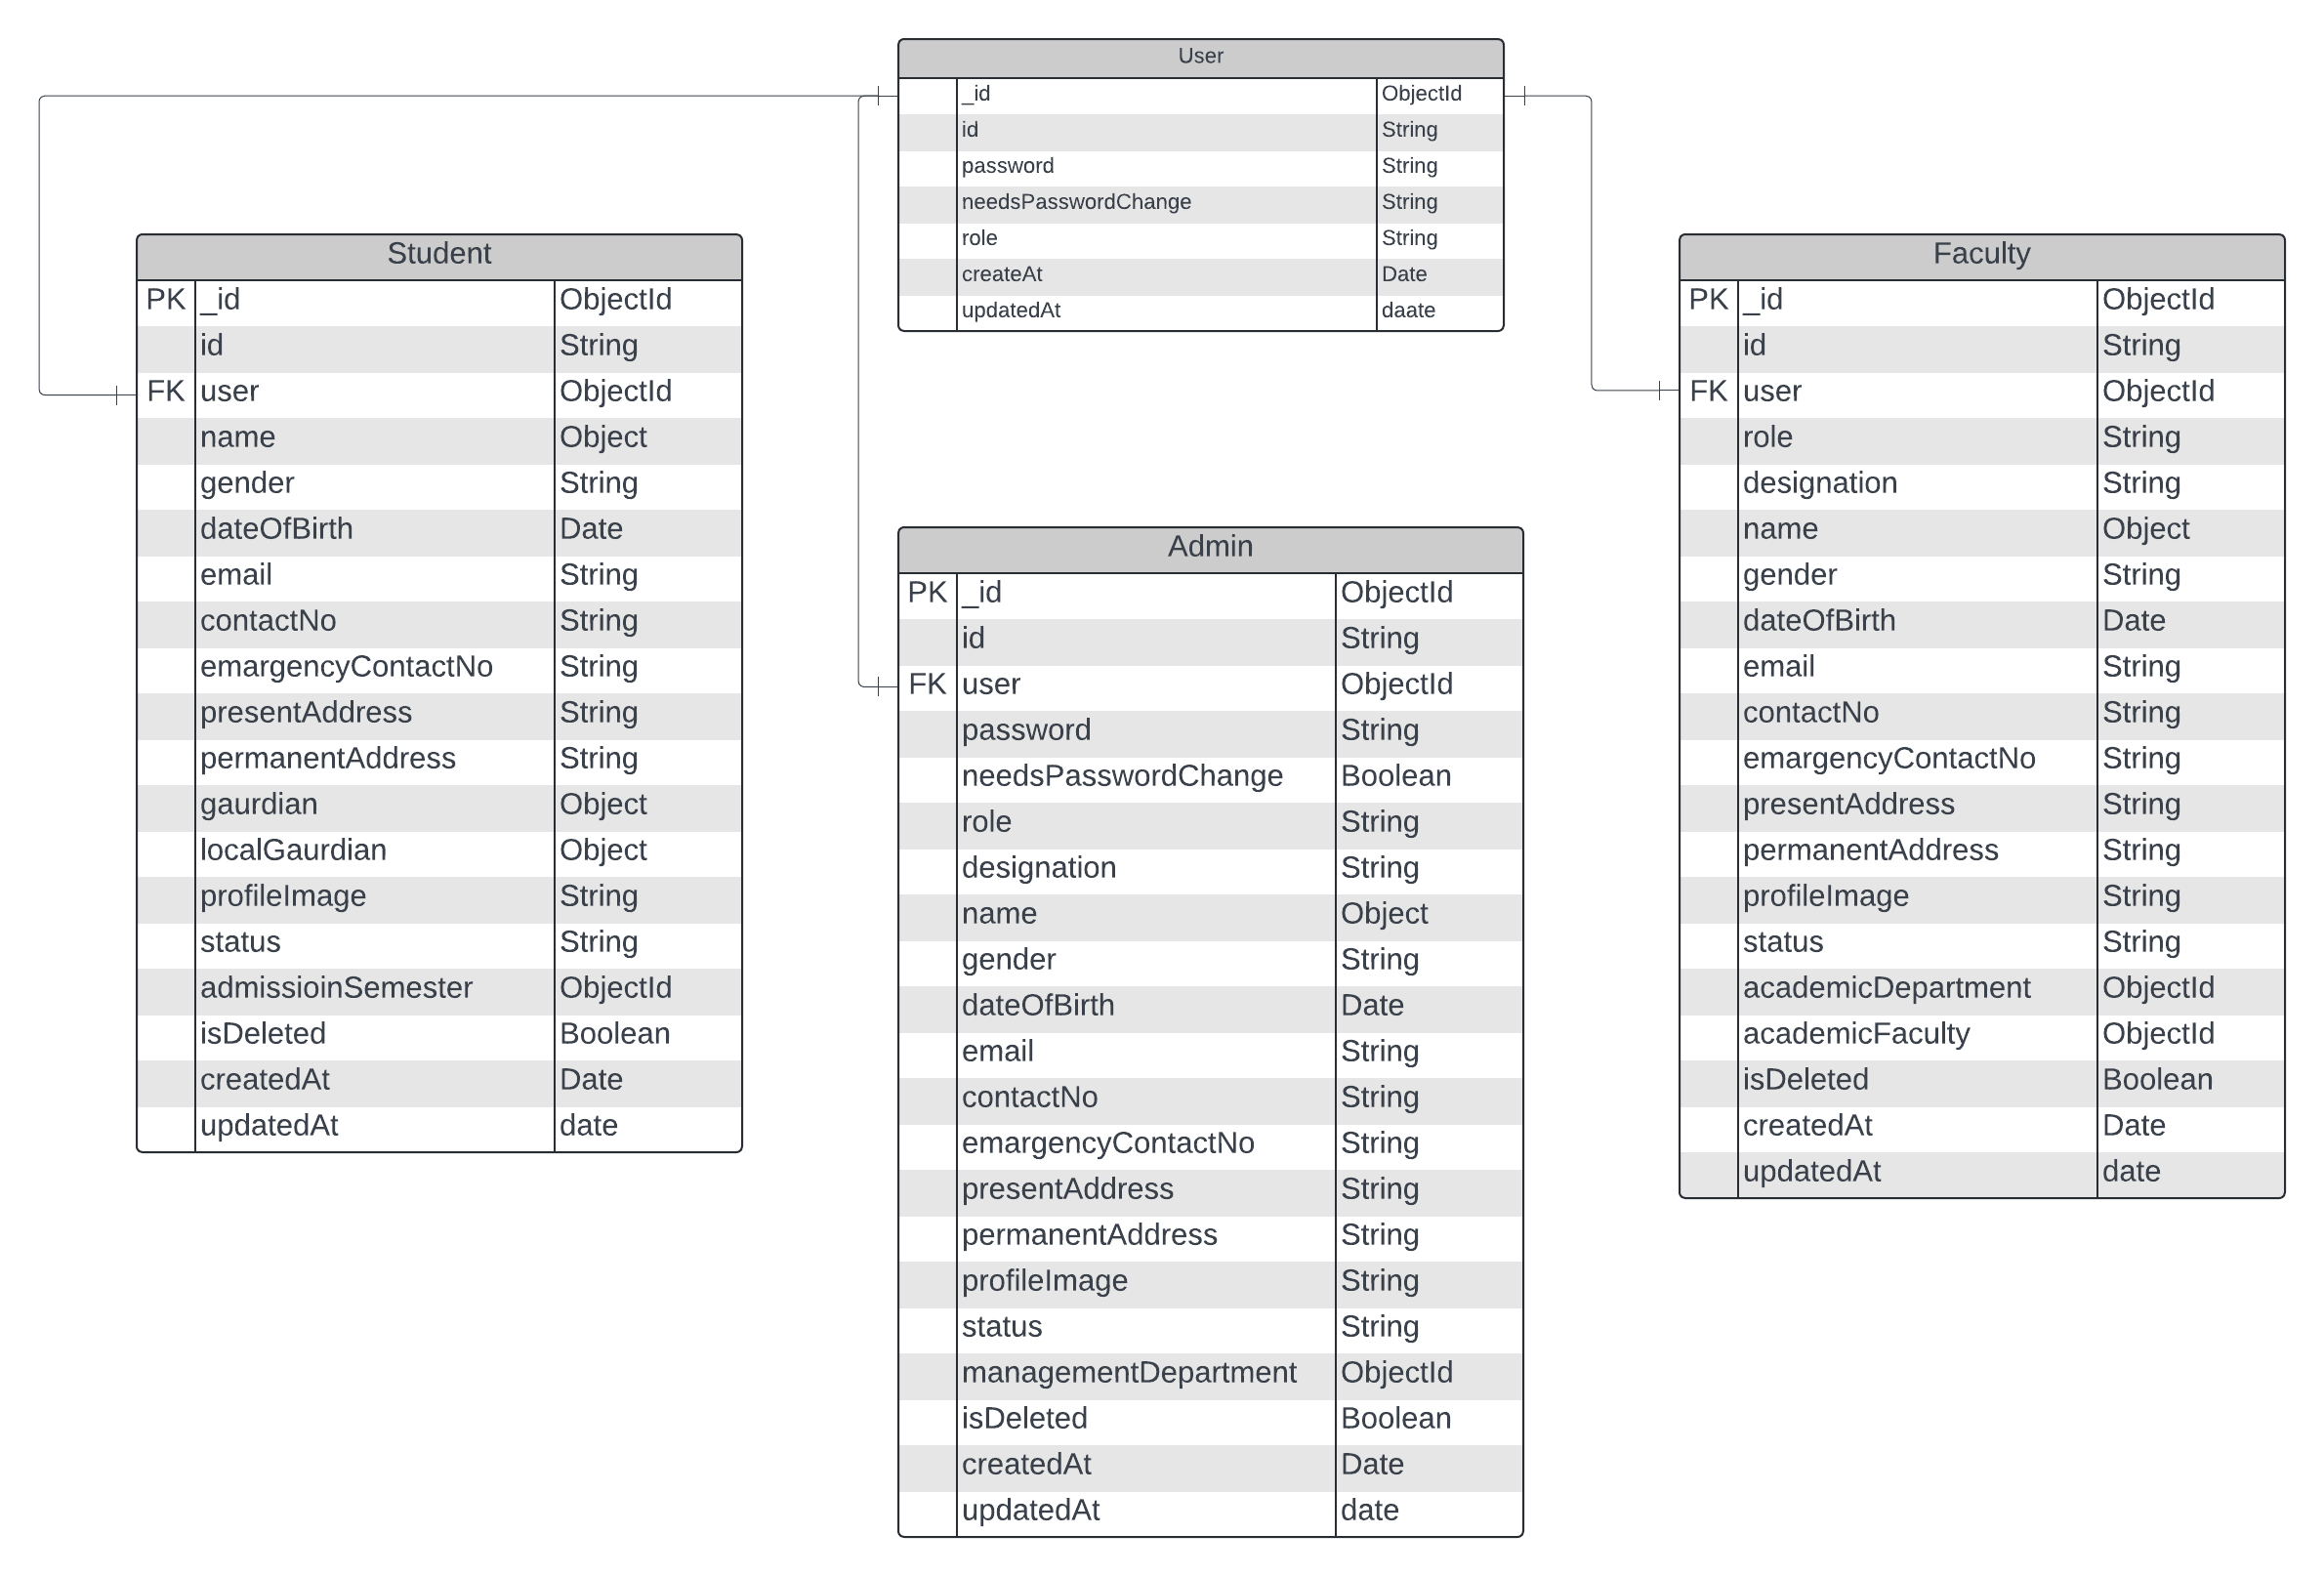 User
_id ObjectId
id String
password String
needsPasswordChange String
role String
createAt Date
updatedAt daate
Student
PK _id ObjectId
id String
FK user ObjectId
name Object
gender String
dateOfBirth Date
email String
contactNo String
emargencyContactNo String
presentAddress String
permanentAddress String
gaurdian Object
localGaurdian Object
profileImage String
status String
admissioinSemester ObjectId
isDeleted Boolean
createdAt Date
updatedAt date
Admin
PK _id ObjectId
id String
FK user ObjectId
password String
needsPasswordChange Boolean
role String
designation String
name Object
gender String
dateOfBirth Date
email String
contactNo String
emargencyContactNo String
presentAddress String
permanentAddress String
profileImage String
status String
managementDepartment ObjectId
isDeleted Boolean
createdAt Date
updatedAt date
Faculty
PK _id ObjectId
id String
FK user ObjectId
role String
designation String
name Object
gender String
dateOfBirth Date
email String
contactNo String
emargencyContactNo String
presentAddress String
permanentAddress String
profileImage String
status String
academicDepartment ObjectId
academicFaculty ObjectId
isDeleted Boolean
createdAt Date
updatedAt date